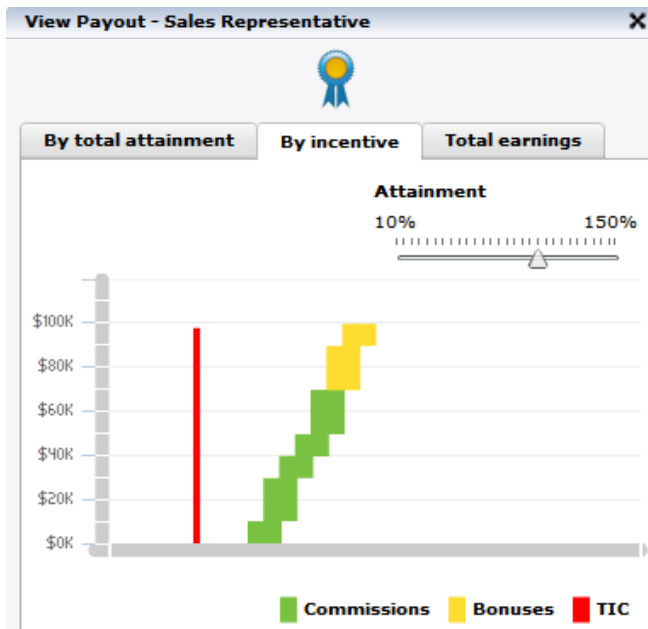 View Payout - Sales Representative
By total attainment By incentive Total earnings
Attainment
10% 150%
$100K
$80K
$60K
$40K
$20K
$0K
Commissions Bonuses TIC